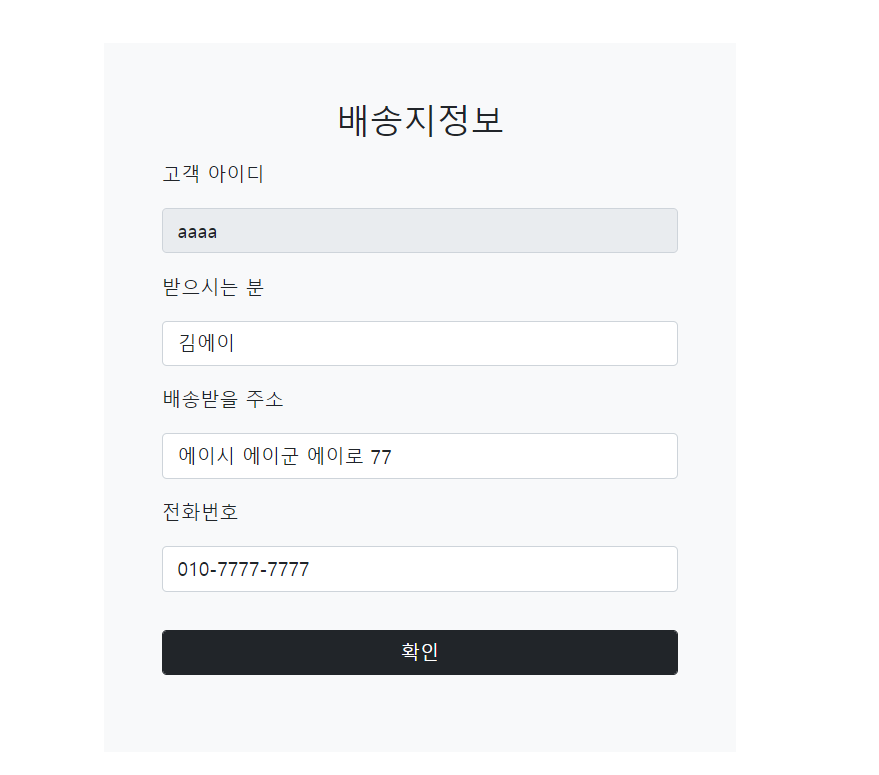 배송지정보
고객 아이디
aaaa
받으시는 분
김에이
배송받을 주소
에이시 에이군 에이로 77
전화번호
010-7777-7777
확인